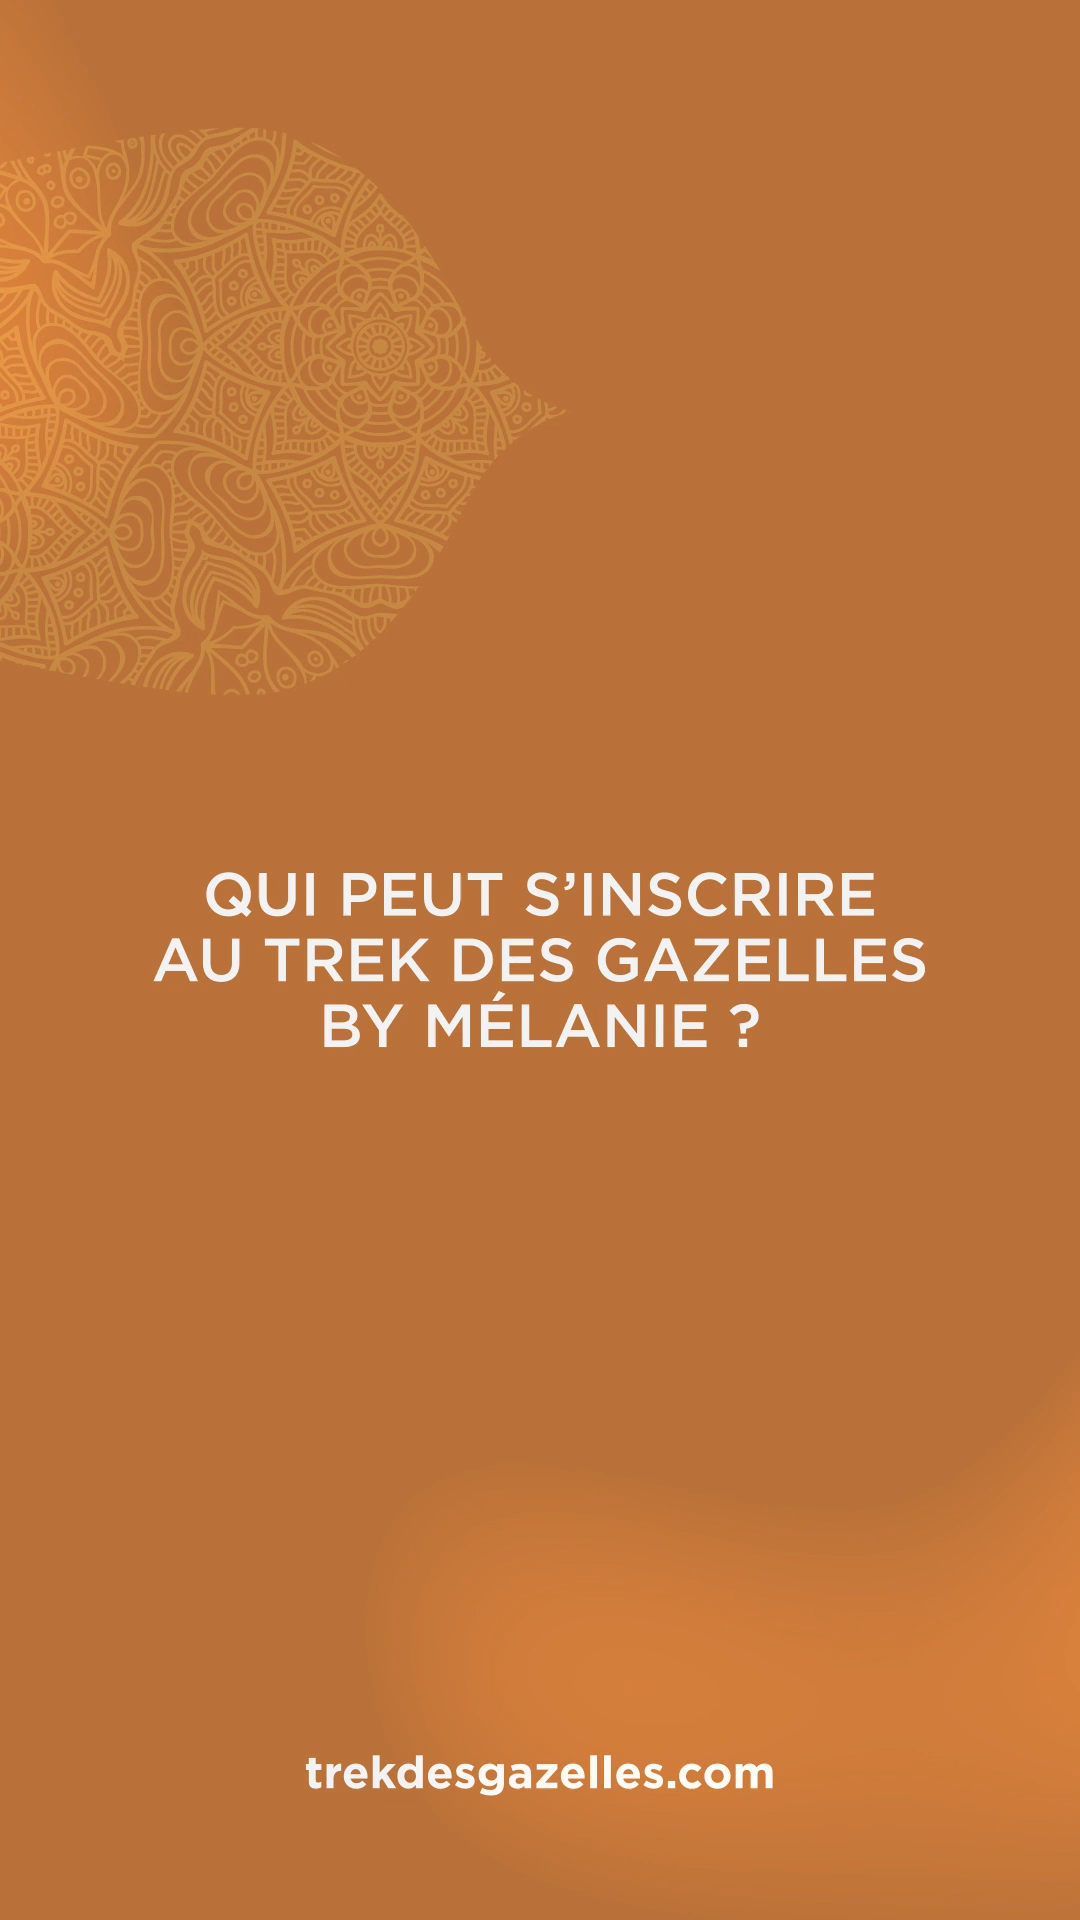 QUI PEUT S’INSCRIRE
AU TREK DES GAZELLES
BY MÉLANIE ?
trekdesgazelles.com